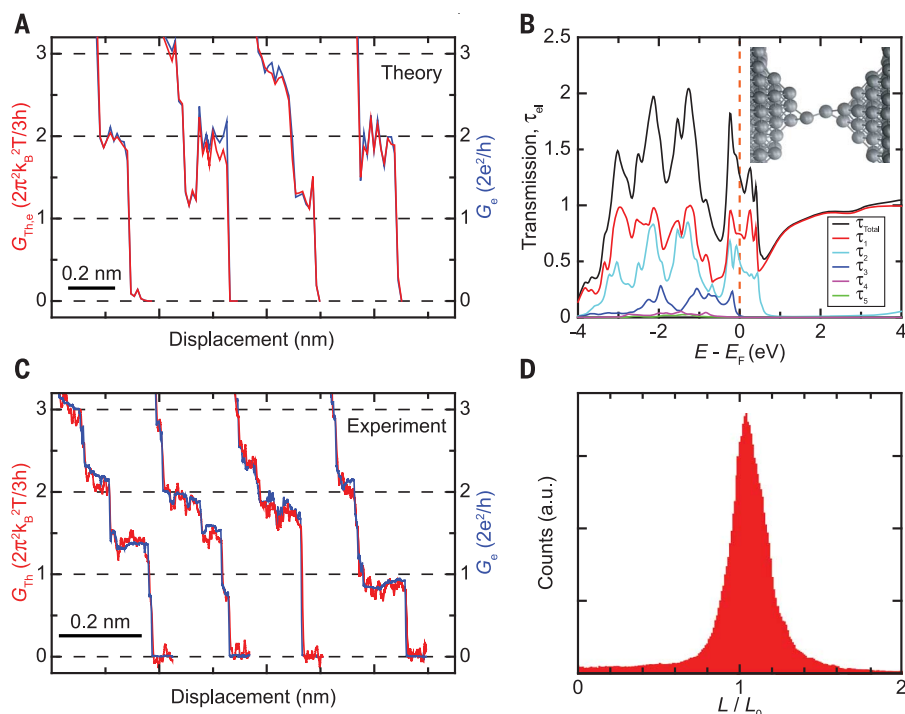 A
3
2
1
0
G_Th,e (2π²k_B²T/3h)
Theory
0.2 nm
3
2
1
0
G_e (2e²/h)
Displacement (nm)
B
2.5
2
1.5
1
0.5
0
Transmission, τ_el
τ_Total
τ_1
τ_2
τ_3
τ_4
τ_5
-4 -2 0 2 4
E - E_F (eV)
C
3
2
1
0
G_Th (2π²k_B²T/3h)
Experiment
0.2 nm
3
2
1
0
G_e (2e²/h)
Displacement (nm)
D
Counts (a.u.)
0 1 2
L / L_0